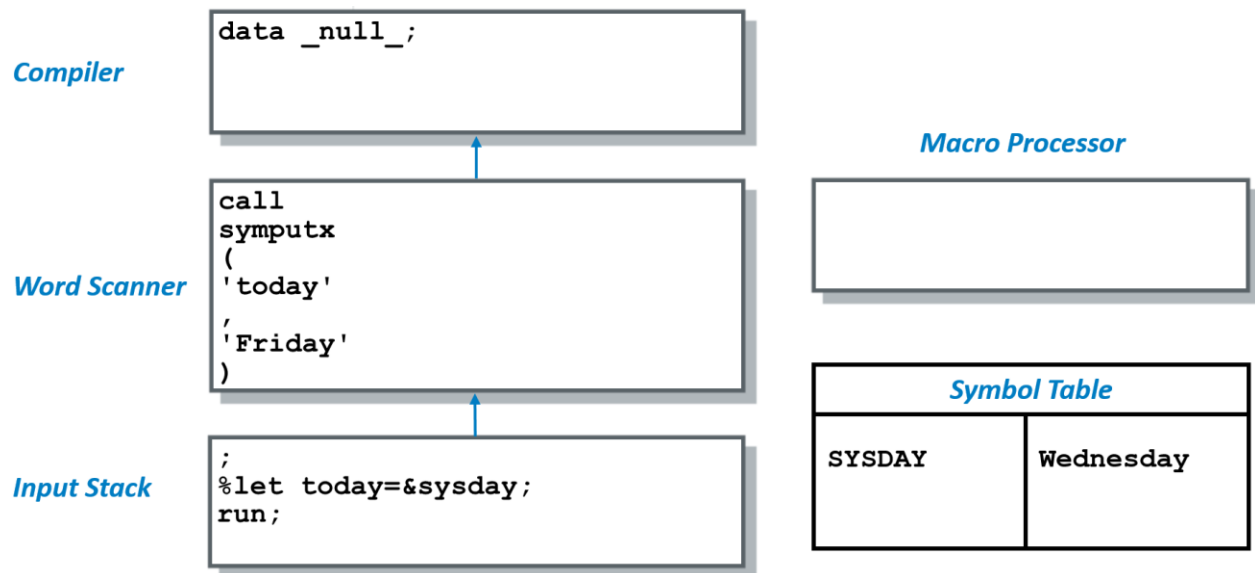 Compiler
data _null_;
Macro Processor
Word Scanner
call
symputx
(
'today'
,
'Friday'
)
Symbol Table
SYSDAY Wednesday
Input Stack
;
%let today=&sysday;
run;